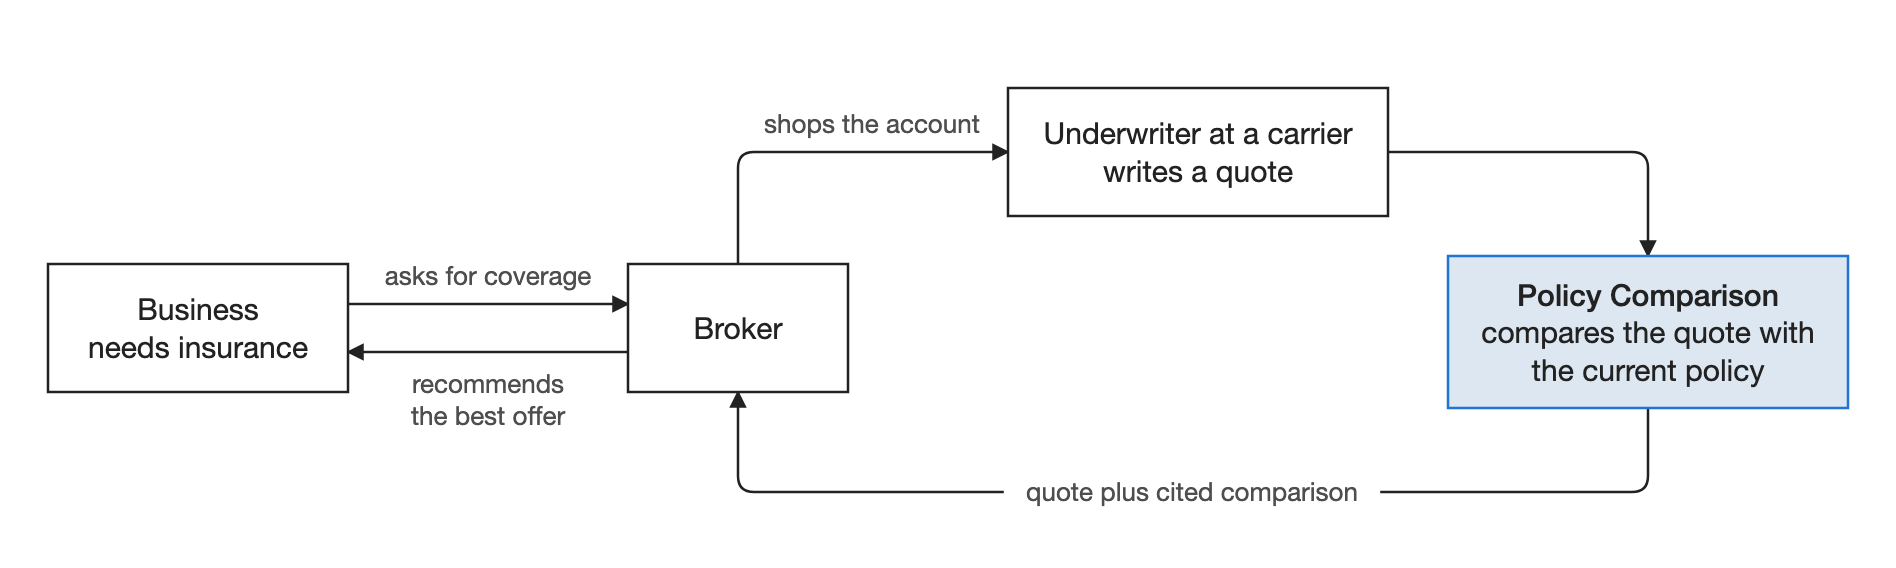 shops the account
Underwriter at a carrier
writes a quote
asks for coverage
Business
needs insurance
Broker
recommends
the best offer
Policy Comparison
compares the quote with
the current policy
quote plus cited comparison